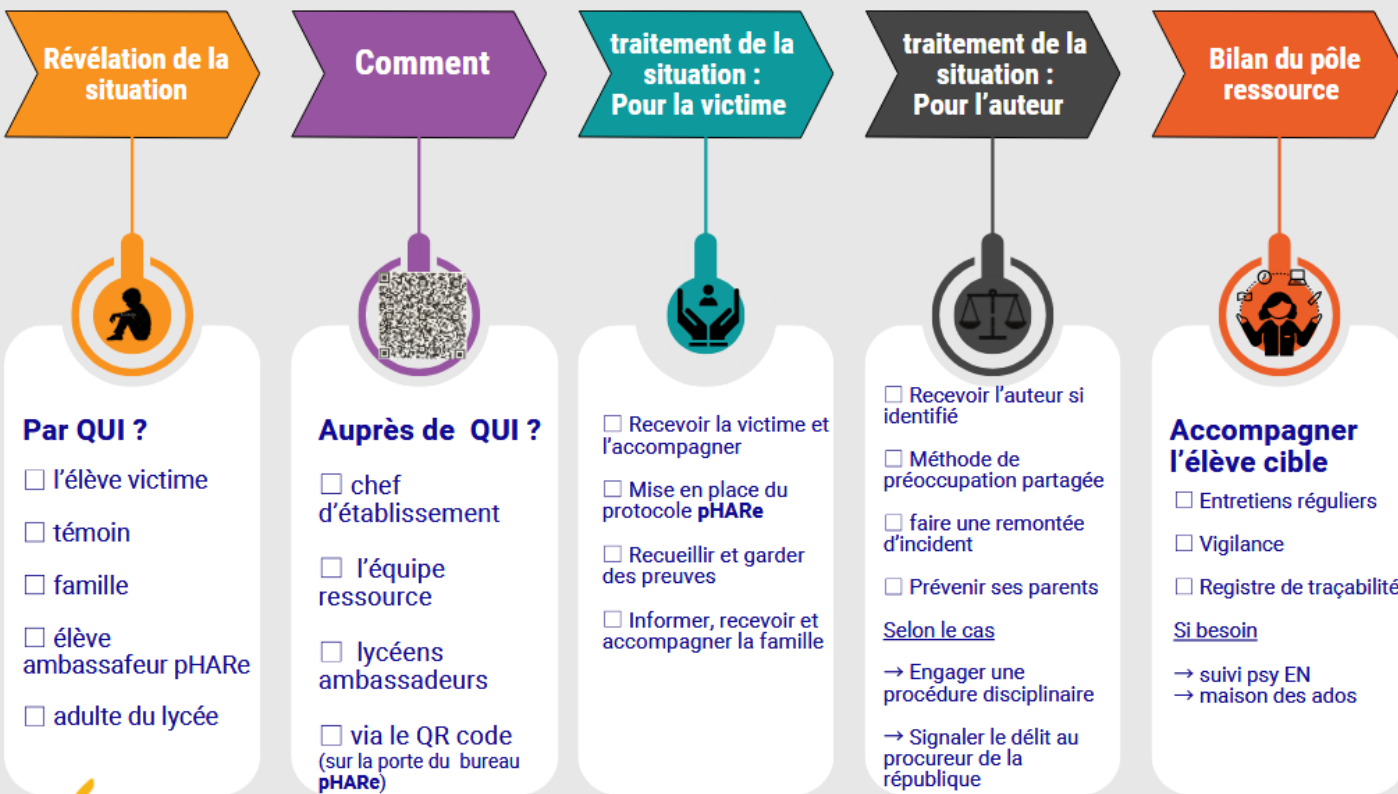 Révélation de la
situation
Comment
traitement de la
situation :
Pour la victime
traitement de la
situation :
Pour l'auteur
Bilan du pôle
ressource
Par QUI ?
☐ l'élève victime
☐ témoin
☐ famille
☐ élève
ambassafeur pHARe
☐ adulte du lycée
Auprès de QUI ?
☐ chef
d'établissement
☐ l'équipe
ressource
☐ lycéens
ambassadeurs
☐ via le QR code
(sur la porte du bureau
pHARe)
☐ Recevoir la victime et
l'accompagner
☐ Mise en place du
protocole pHARe
☐ Recueillir et garder
des preuves
☐ Informer, recevoir et
accompagner la famille
☐ Recevoir l'auteur si
identifié
☐ Méthode de
préoccupation partagée
☐ faire une remontée
d'incident
☐ Prévenir ses parents
Selon le cas
→ Engager une
procédure disciplinaire
→ Signaler le délit au
procureur de la
république
Accompagner
l'élève cible
☐ Entretiens réguliers
☐ Vigilance
☐ Registre de traçabilité
Si besoin
→ suivi psy EN
→ maison des ados